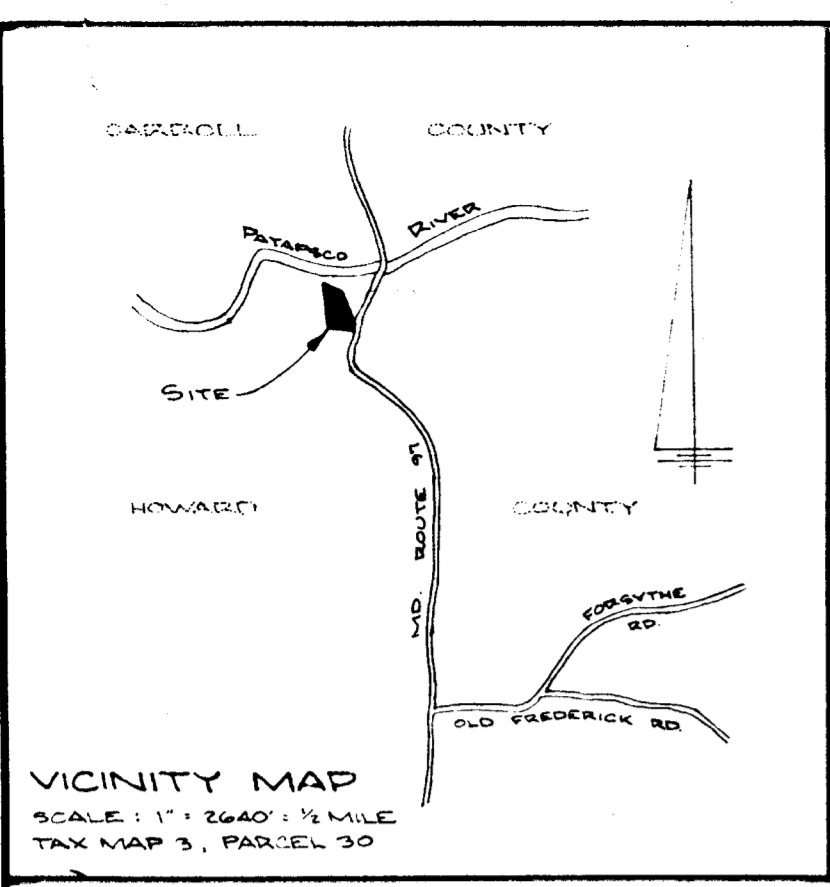 CARROLL COUNTY
PATAPSCO RIVER
SITE
MD. ROUTE 97
HOWARD COUNTY
FORSYTHE
RD.
OLD FREDERICK RD.
VICINITY MAP
SCALE : 1" = 2640' : ½ MILE
TAX MAP 3, PARCEL 30